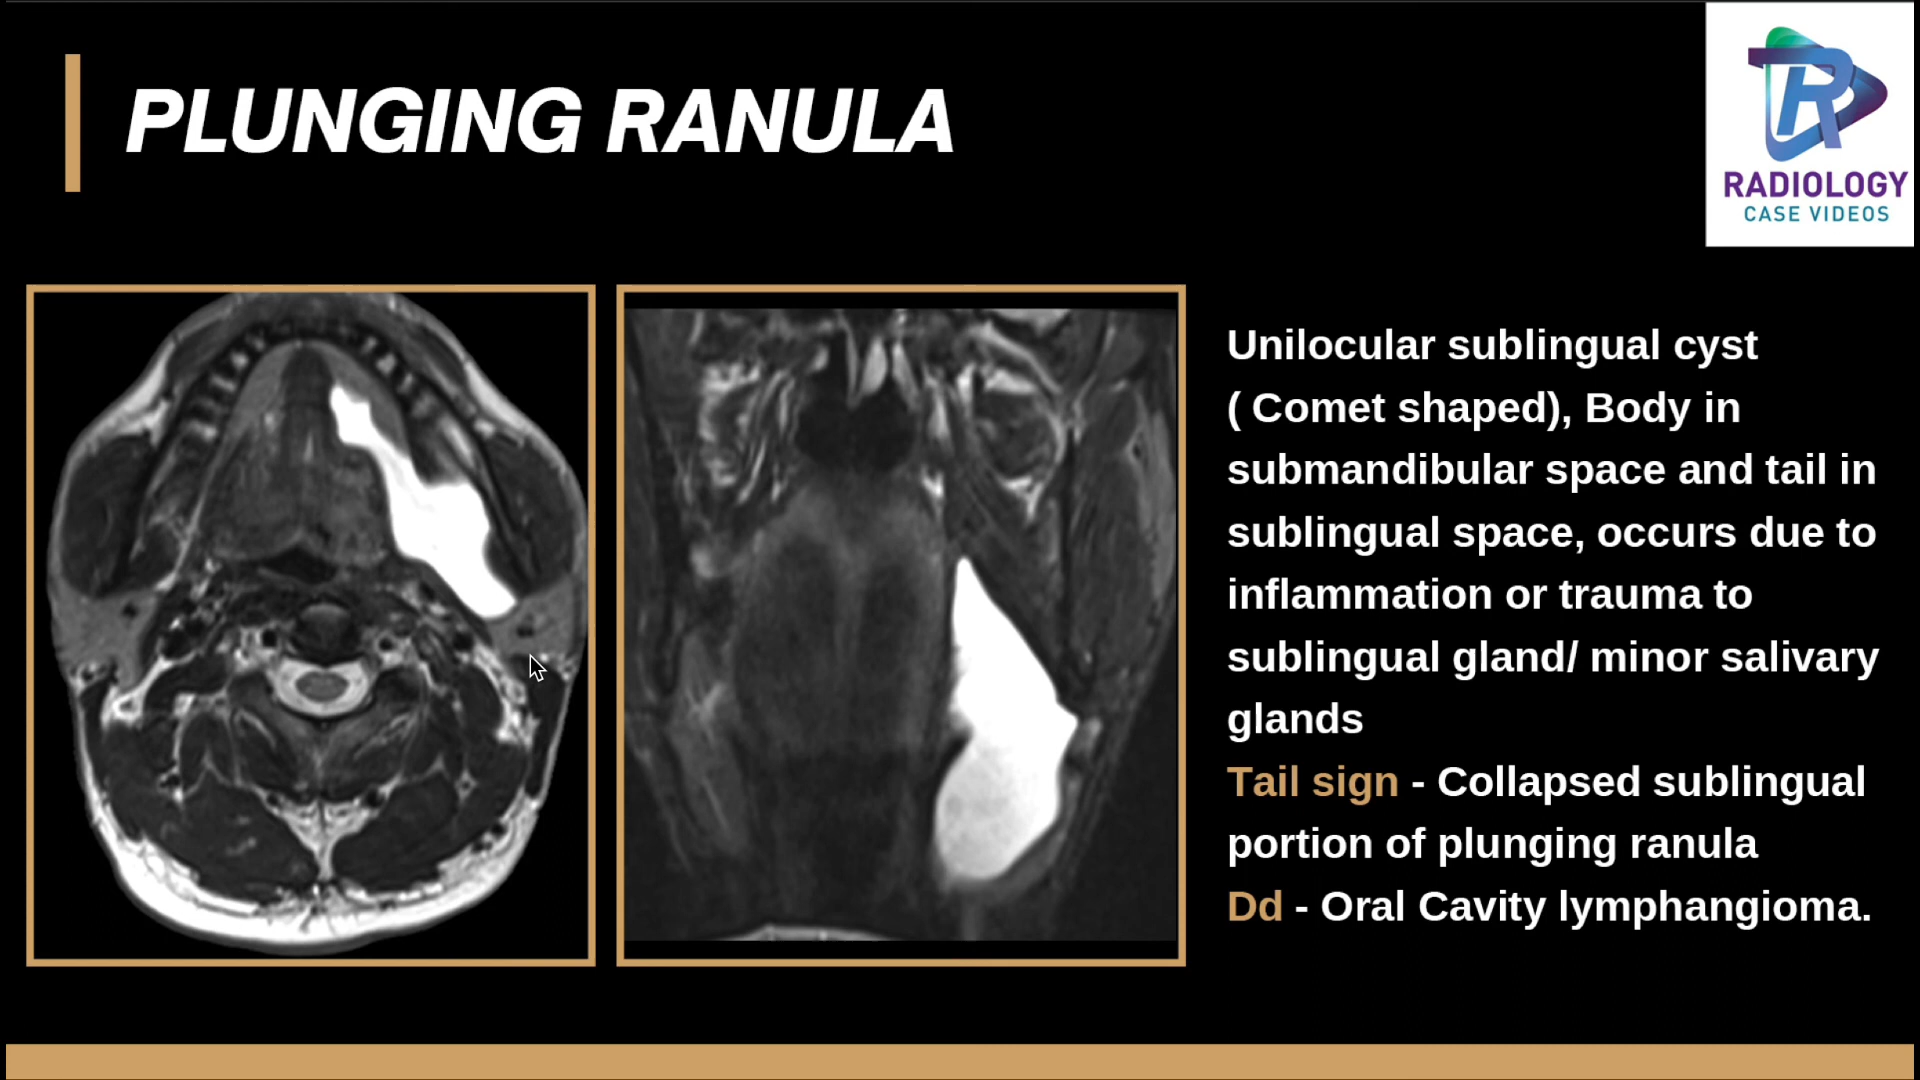 PLUNGING RANULA
RADIOLOGY
CASE VIDEOS
Unilocular sublingual cyst
( Comet shaped), Body in
submandibular space and tail in
sublingual space, occurs due to
inflammation or trauma to
sublingual gland/ minor salivary
glands
Tail sign - Collapsed sublingual
portion of plunging ranula
Dd - Oral Cavity lymphangioma.